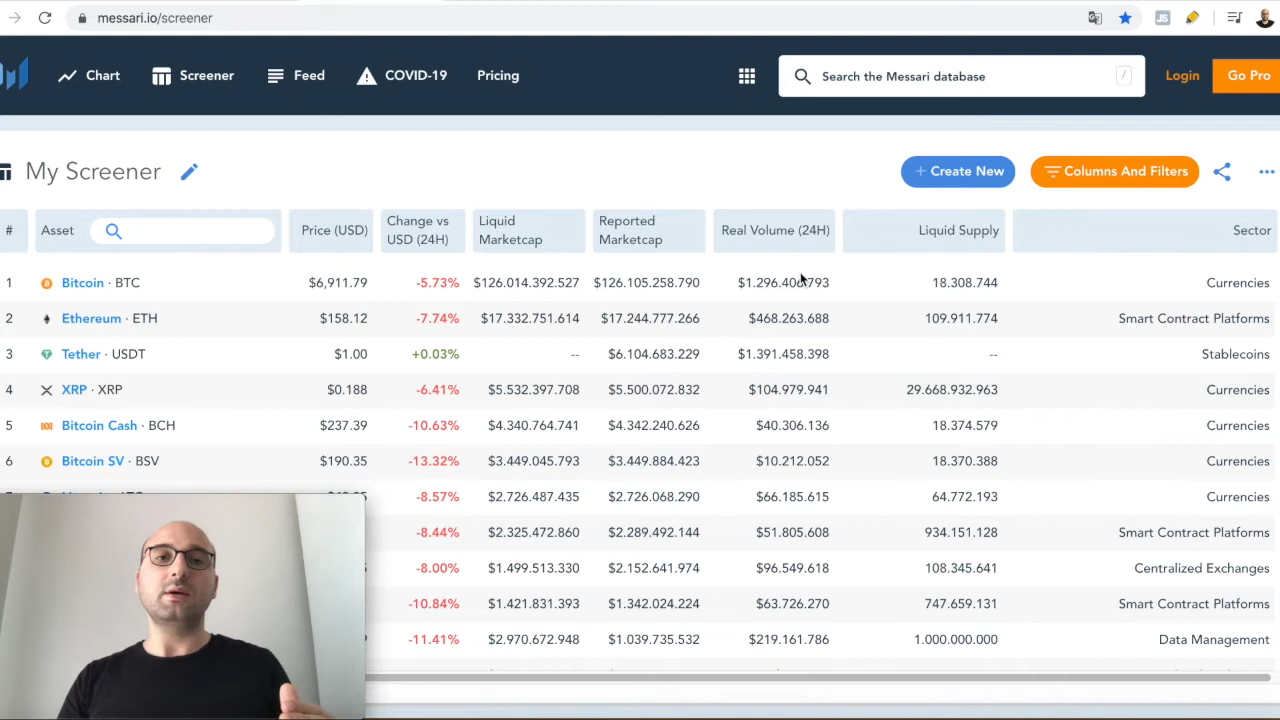 messari.io/screener
JS
Chart Screener Feed COVID-19 Pricing Search the Messari database / Login Go Pro
My Screener + Create New Columns And Filters
# Asset Price (USD) Change vs USD (24H) Liquid Marketcap Reported Marketcap Real Volume (24H) Liquid Supply Sector
1 Bitcoin · BTC $6,911.79 -5.73% $126.014.392.527 $126.105.258.790 $1.296.406.793 18.308.744 Currencies
2 Ethereum · ETH $158.12 -7.74% $17.332.751.614 $17.244.777.266 $468.263.688 109.911.774 Smart Contract Platforms
3 Tether · USDT $1.00 +0.03% -- $6.104.683.229 $1.391.458.398 -- Stablecoins
4 XRP · XRP $0.188 -6.41% $5.532.397.708 $5.500.072.832 $104.979.941 29.668.932.963 Currencies
5 Bitcoin Cash · BCH $237.39 -10.63% $4.340.764.741 $4.342.240.626 $40.306.136 18.374.579 Currencies
6 Bitcoin SV · BSV $190.35 -13.32% $3.449.045.793 $3.449.884.423 $10.212.052 18.370.388 Currencies
-8.57% $2.726.487.435 $2.726.068.290 $66.185.615 64.772.193 Currencies
-8.44% $2.325.472.860 $2.289.492.144 $51.805.608 934.151.128 Smart Contract Platforms
-8.00% $1.499.513.330 $2.152.641.974 $96.549.618 108.345.641 Centralized Exchanges
-10.84% $1.421.831.393 $1.342.024.224 $63.726.270 747.659.131 Smart Contract Platforms
-11.41% $2.970.672.948 $1.039.735.532 $219.161.786 1.000.000.000 Data Management